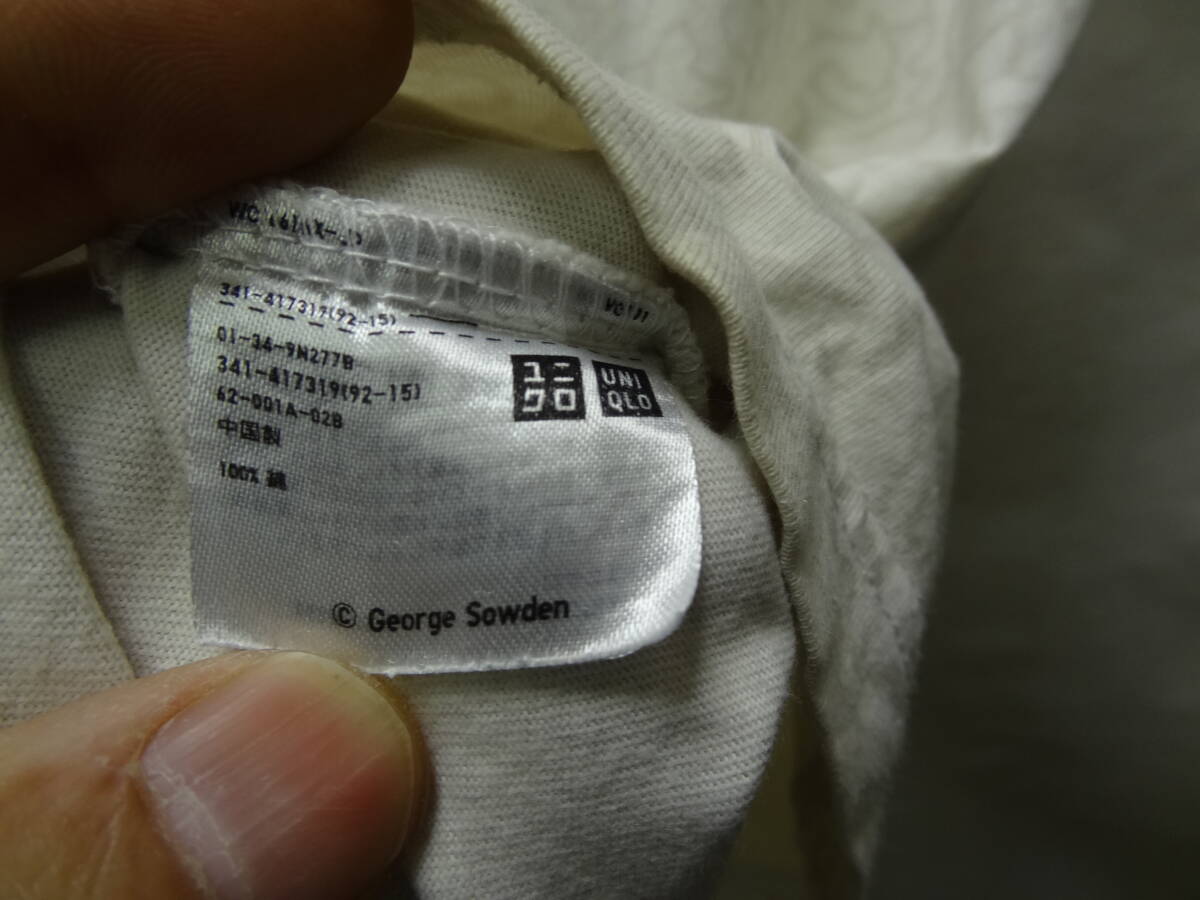 341-417319(92-15)
01-34-9N277B
341-417319(92-15)
62-001A-02B
中国製
100% 綿
ユニ
クロ
UNI
QLO
© George Sowden